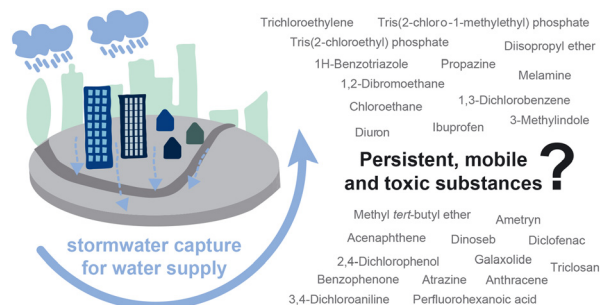 Trichloroethylene Tris(2-chloro-1-methylethyl) phosphate
Tris(2-chloroethyl) phosphate Diisopropyl ether
1H-Benzotriazole Propazine
Melamine
1,2-Dibromoethane
1,3-Dichlorobenzene
Chloroethane
3-Methylindole
Diuron Ibuprofen
Persistent, mobile
and toxic substances ?
stormwater capture
for water supply
Methyl tert-butyl ether Ametryn
Acenaphthene Dinoseb Diclofenac
2,4-Dichlorophenol Galaxolide Triclosan
Benzophenone Atrazine Anthracene
3,4-Dichloroaniline Perfluorohexanoic acid